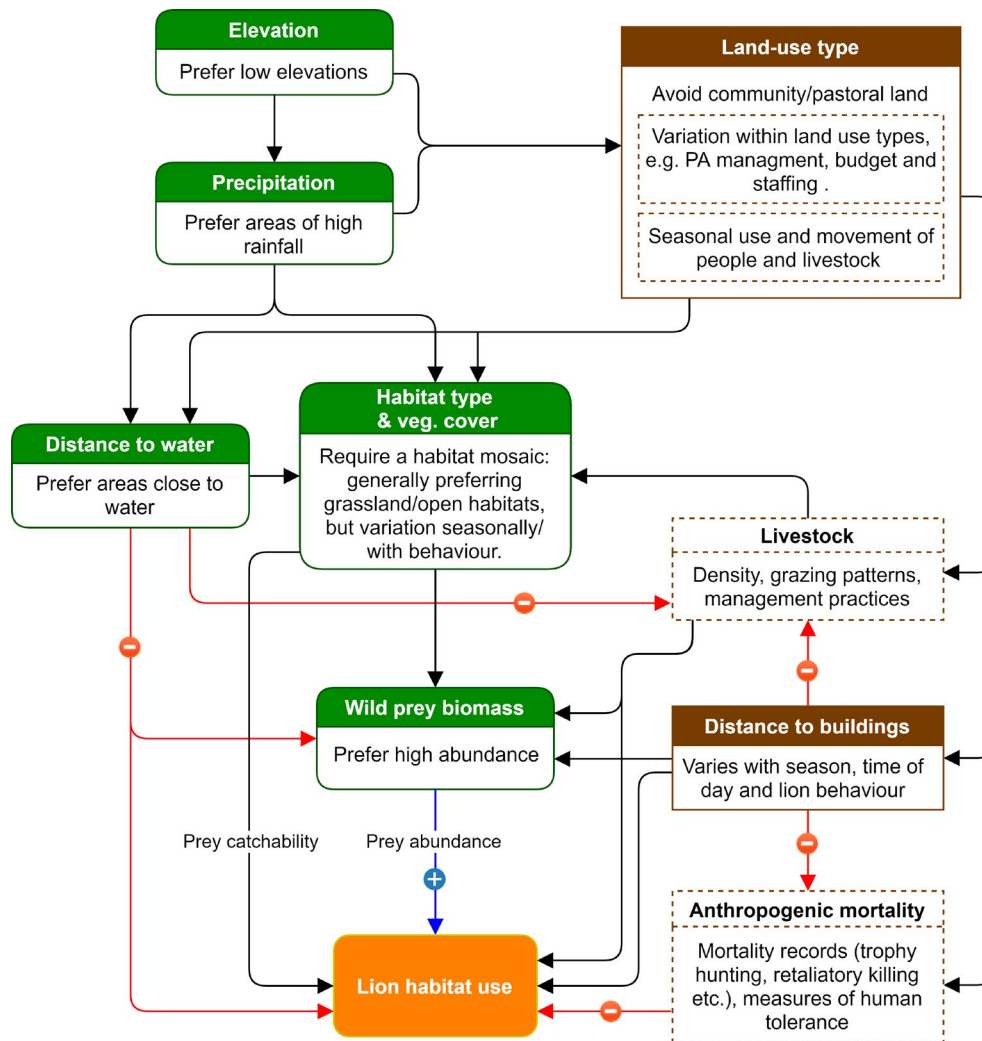 Elevation
Prefer low elevations
Land-use type
Avoid community/pastoral land
Variation within land use types,
e.g. PA managment, budget and
staffing .
Seasonal use and movement of
people and livestock
Precipitation
Prefer areas of high
rainfall
Habitat type
& veg. cover
Require a habitat mosaic:
generally preferring
grassland/open habitats,
but variation seasonally/
with behaviour.
Distance to water
Prefer areas close to
water
Livestock
Density, grazing patterns,
management practices
Wild prey biomass
Prefer high abundance
Distance to buildings
Varies with season, time of
day and lion behaviour
Prey catchability
Prey abundance
Anthropogenic mortality
Mortality records (trophy
hunting, retaliatory killing
etc.), measures of human
tolerance
Lion habitat use